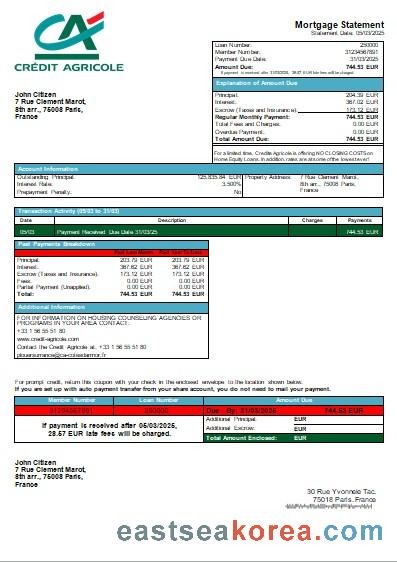 CRÉDIT AGRICOLE
Mortgage Statement
Statement Date: 05/03/2025
Loan Number: 250000
Member Number: 31234567891
Payment Due Date: 31/03/2025
Amount Due: 744.53 EUR
If payment is received after 31/03/2025, 28.57 EUR late fee will be charged.
John Citizen
7 Rue Clement Marot,
8th arr., 75008 Paris,
France
Explanation of Amount Due
Principal: 204.39 EUR
Interest: 367.02 EUR
Escrow (Taxes and Insurance): 173.12 EUR
Regular Monthly Payment: 744.53 EUR
Total Fees and Charges: 0.00 EUR
Overdue Payment: 0.00 EUR
Total Amount Due: 744.53 EUR
For a limited time, Credite Agricole is offering NO CLOSING COSTS on
Home Equity Loans. In addition, rates are at some of the lowest ever!
Account Information
Outstanding Principal: 125,835.84 EUR Property Address: 7 Rue Clement Marot,
Interest Rate: 3.500% 8th arr., 75008 Paris,
Prepayment Penalty: No France
Transaction Activity (05/03 to 31/03)
Date Description Charges Payments
05/03 Payment Received Due Date 31/03/25 744.53 EUR
Past Payments Breakdown
Paid Last Month Paid Year To Date
Principal: 203.79 EUR 203.79 EUR
Interest: 367.62 EUR 367.62 EUR
Escrow (Taxes and Insurance): 173.12 EUR 173.12 EUR
Fees: 0.00 EUR 0.00 EUR
Partial Payment (Unapplied): 0.00 EUR 0.00 EUR
Total: 744.53 EUR 744.53 EUR
Additional Information
FOR INFORMATION ON HOUSING COUNSELING AGENCIES OR
PROGRAMS IN YOUR AREA CONTACT:
+33 1 56 55 51 80
www.credit-agricole.com
Contact the Credit Agricole at, +33 1 56 55 51 80
For prompt credit, return this coupon with your check in the enclosed envelope to the location shown below.
If you are set up with auto payment transfer from your share account, you do not need to mail your payment.
Member Number Loan Number Amount Due
31234567891 250000 Due By: 31/03/2025 744.53 EUR
If payment is received after 05/03/2025,
28.57 EUR late fees will be charged.
Additional Principal: EUR
Additional Escrow: EUR
Total Amount Enclosed: EUR
John Citizen
7 Rue Clement Marot,
8th arr., 75008 Paris,
France
30 Rue Yvonnele Tac.
75018 Paris. France
eastseakorea.com